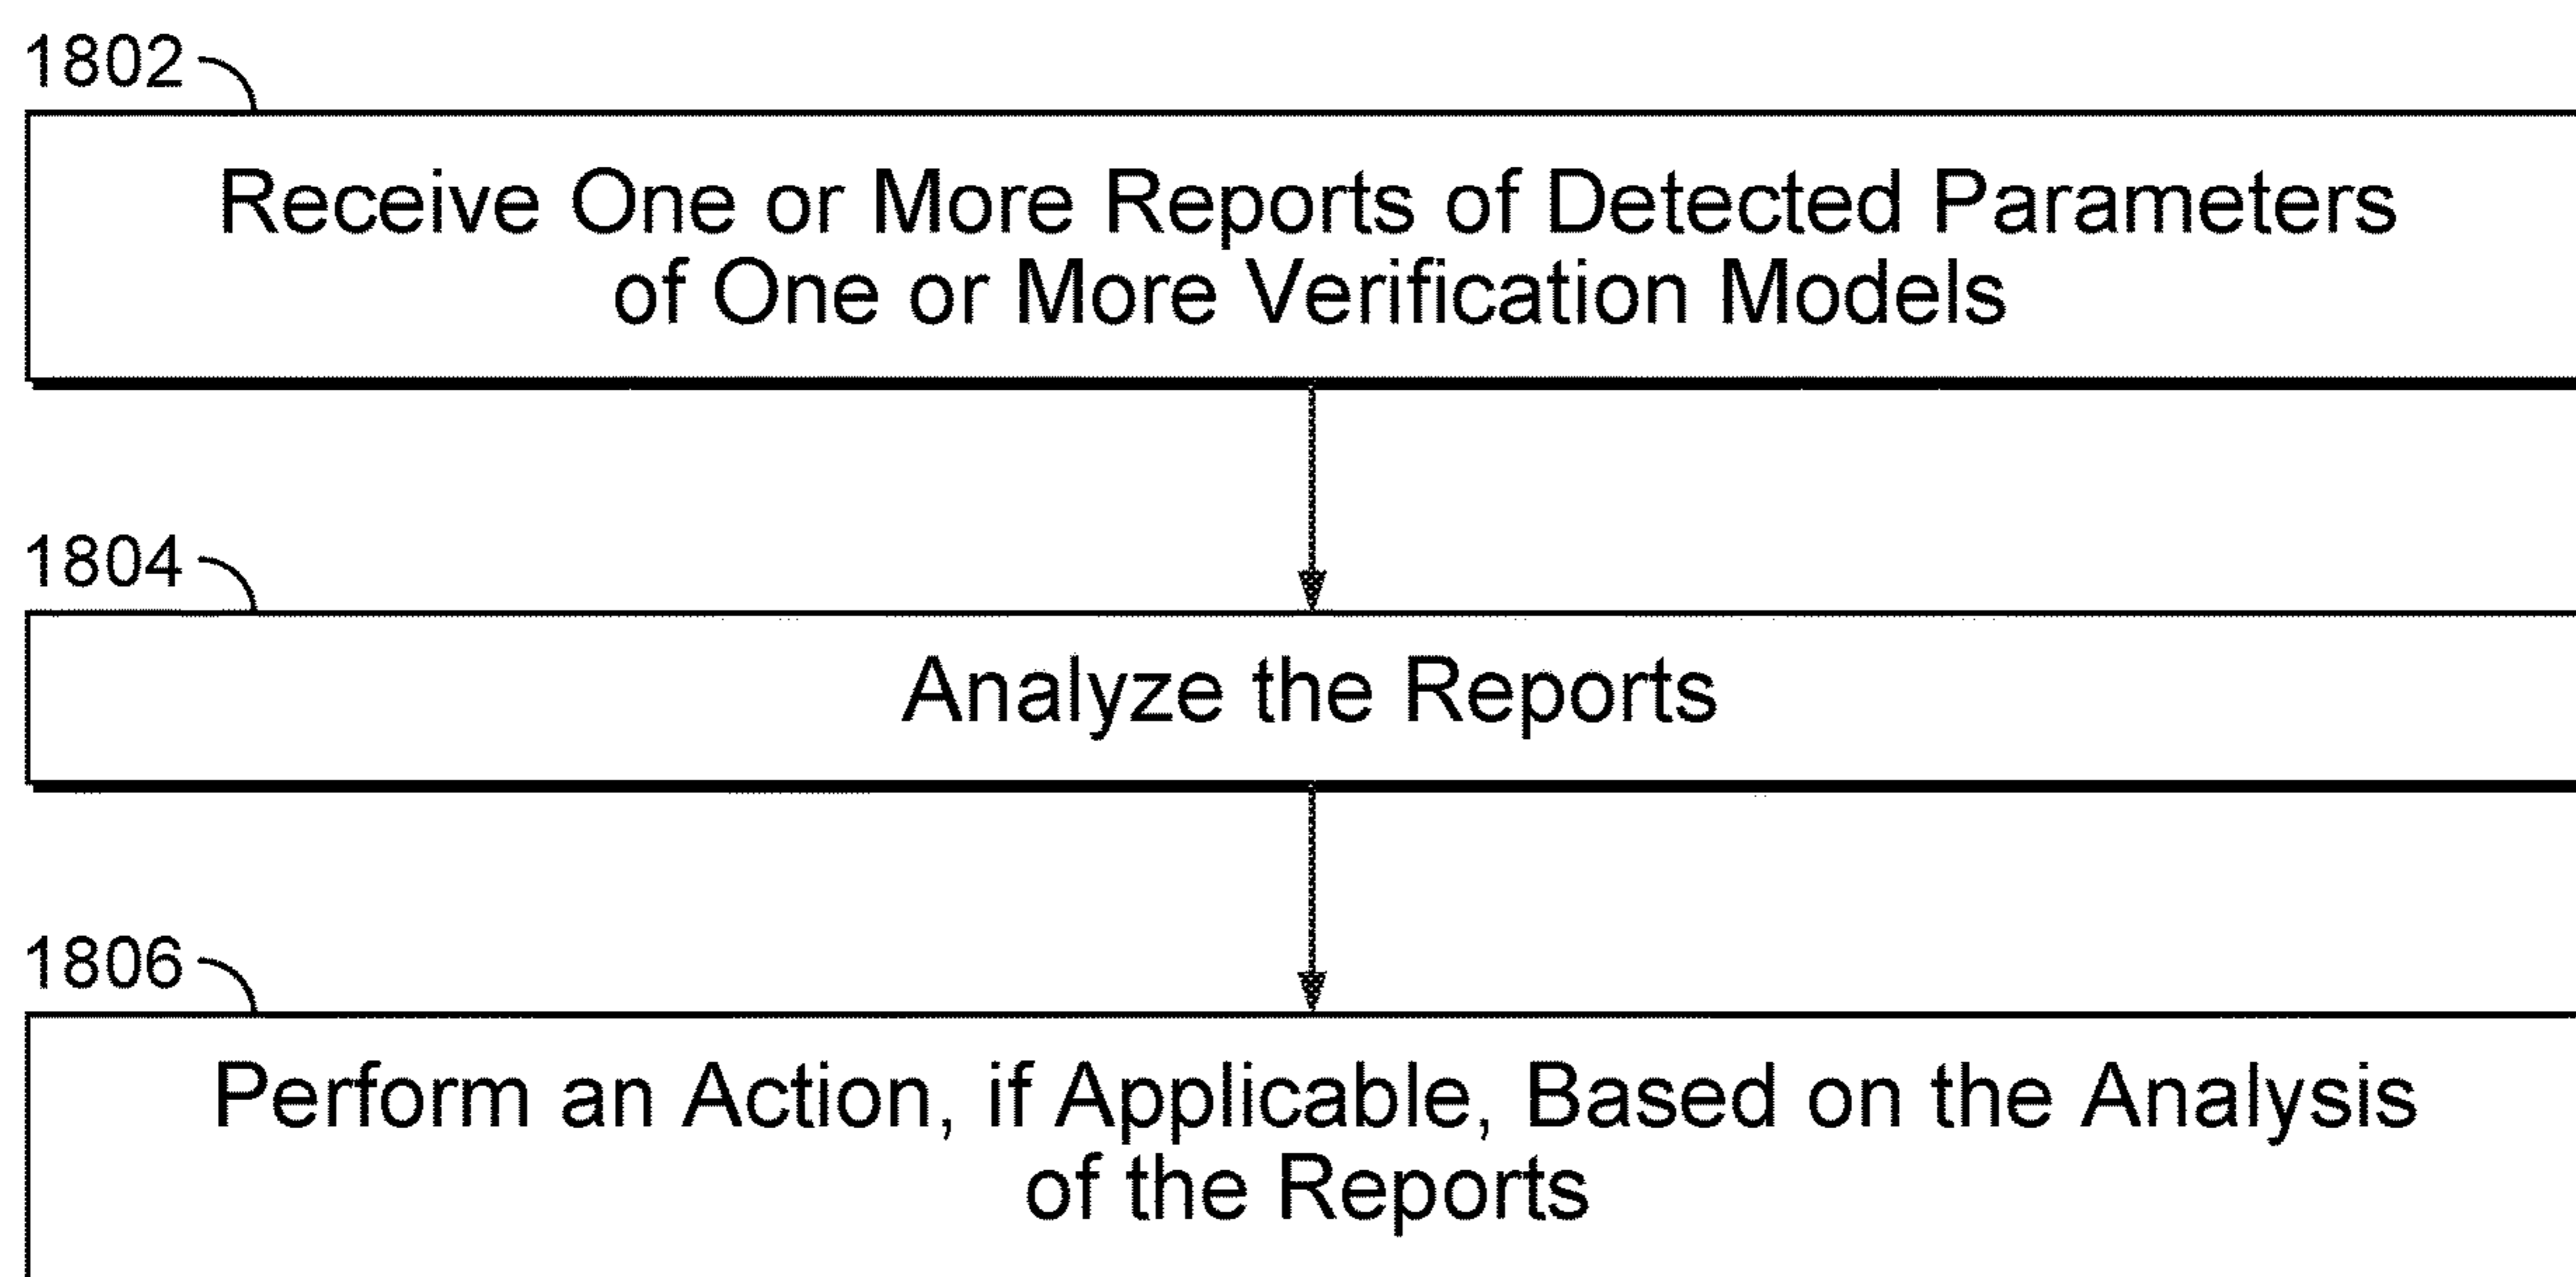 1802
Receive One or More Reports of Detected Parameters
of One or More Verification Models
1804
Analyze the Reports
1806
Perform an Action, if Applicable, Based on the Analysis
of the Reports